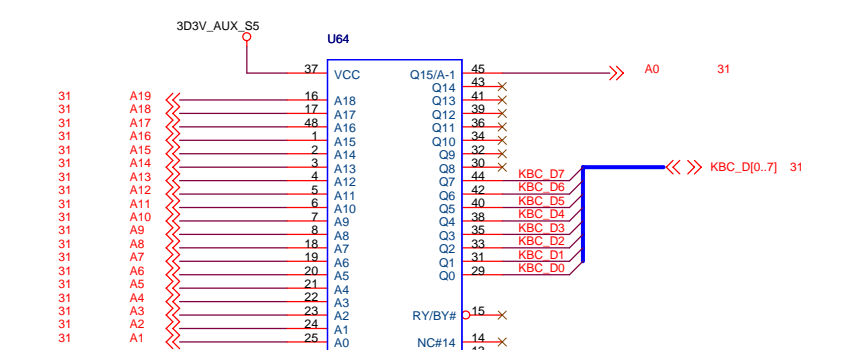 3D3V_AUX_S5
U64
37 VCC Q15/A-1 45 A0 31
Q14 43
31 A19 16 A18 Q13 41
31 A18 17 A17 Q12 39
31 A17 48 A16 Q11 36
31 A16 1 A15 Q10 34
31 A15 2 A14 Q9 32
31 A14 3 A13 Q8 30
31 A13 4 A12 Q7 44 KBC_D7 KBC_D[0..7] 31
31 A12 5 A11 Q6 42 KBC_D6
31 A11 6 A10 Q5 40 KBC_D5
31 A10 7 A9 Q4 38 KBC_D4
31 A9 8 A8 Q3 35 KBC_D3
31 A8 18 A7 Q2 33 KBC_D2
31 A7 19 A6 Q1 31 KBC_D1
31 A6 20 A5 Q0 29 KBC_D0
31 A5 21 A4
31 A4 22 A3
31 A3 23 A2 RY/BY# 15
31 A2 24 A1
31 A1 25 A0 NC#14 14